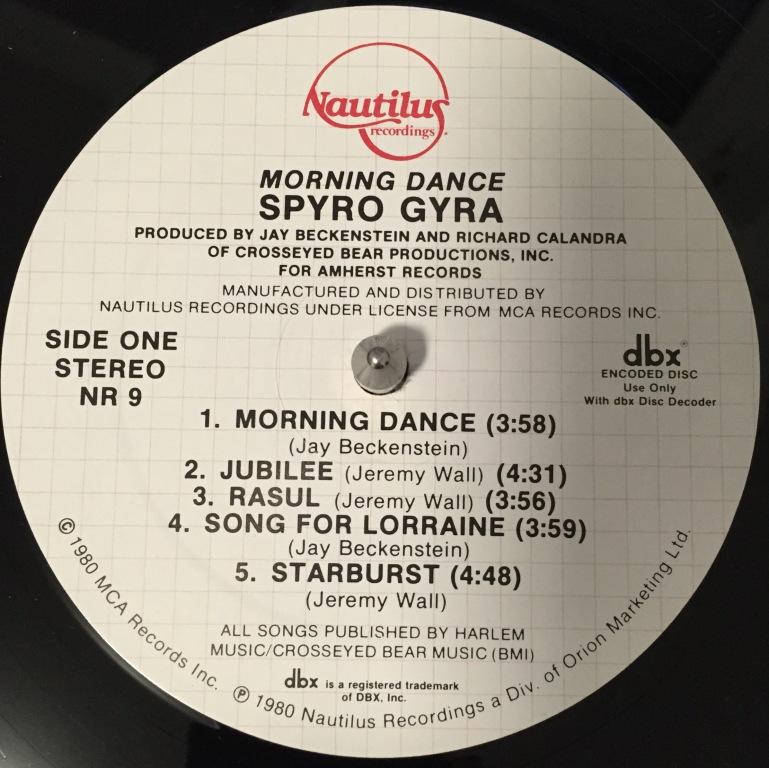 Nautilus
recordings
MORNING DANCE
SPYRO GYRA
PRODUCED BY JAY BECKENSTEIN AND RICHARD CALANDRA
OF CROSSEYED BEAR PRODUCTIONS, INC.
FOR AMHERST RECORDS
MANUFACTURED AND DISTRIBUTED BY
NAUTILUS RECORDINGS UNDER LICENSE FROM MCA RECORDS INC.
SIDE ONE
STEREO
NR 9
dbx®
ENCODED DISC
Use Only
With dbx Disc Decoder
1. MORNING DANCE (3:58)
(Jay Beckenstein)
2. JUBILEE (Jeremy Wall) (4:31)
3. RASUL (Jeremy Wall) (3:56)
4. SONG FOR LORRAINE (3:59)
(Jay Beckenstein)
5. STARBURST (4:48)
(Jeremy Wall)
ALL SONGS PUBLISHED BY HARLEM
MUSIC/CROSSEYED BEAR MUSIC (BMI)
dbx is a registered trademark
of DBX, Inc.
© 1980 MCA Records Inc. ℗ 1980 Nautilus Recordings a Div. of Orion Marketing Ltd.